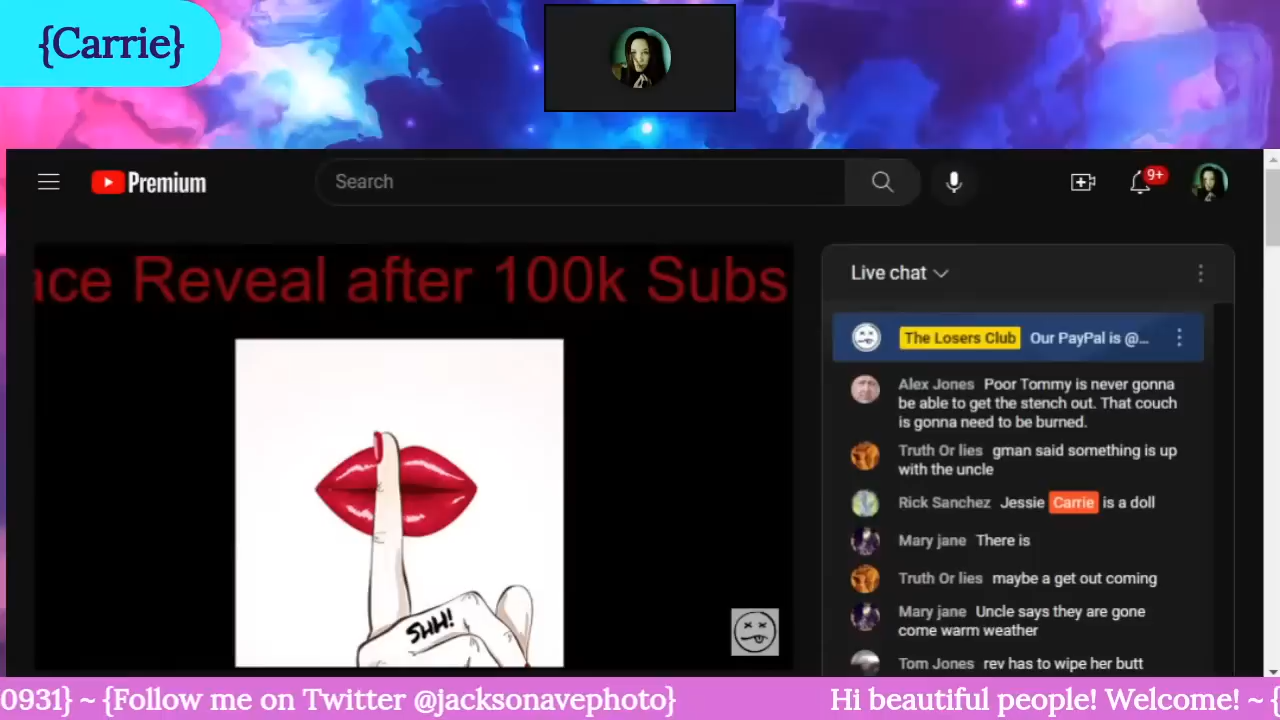 {Carrie}
Premium
Search
9+
ace Reveal after 100k Subs
Live chat
The Losers Club Our PayPal is @...
Alex Jones Poor Tommy is never gonna
be able to get the stench out. That couch
is gonna need to be burned.
Truth Or lies gman said something is up
with the uncle
Rick Sanchez Jessie Carrie is a doll
Mary jane There is
Truth Or lies maybe a get out coming
Mary jane Uncle says they are gone
come warm weather
Tom Jones rev has to wipe her butt
SHH!
0931} ~ {Follow me on Twitter @jacksonavephoto} Hi beautiful people! Welcome! ~ {